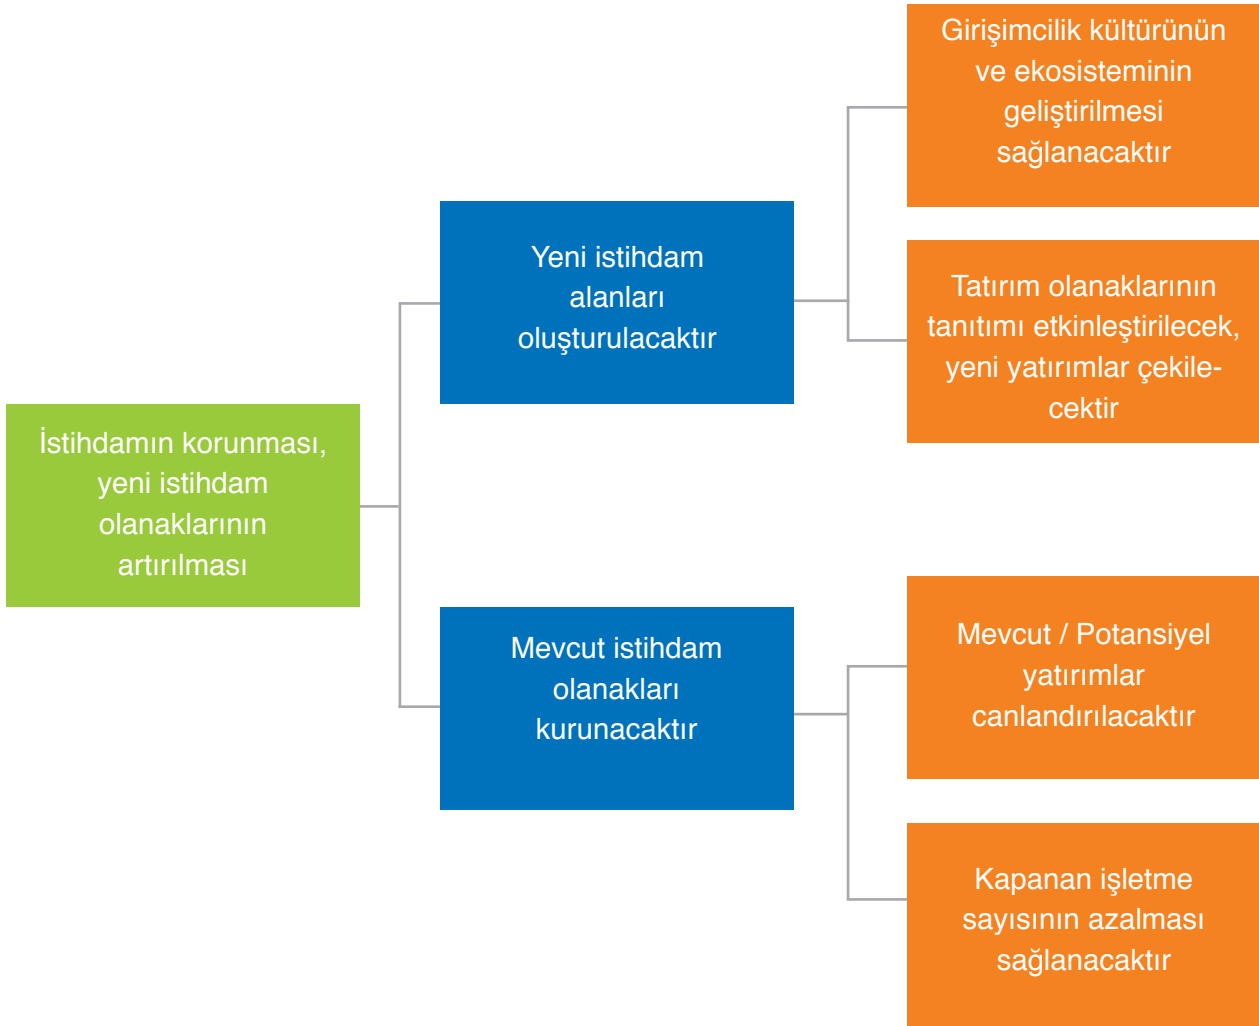 İstihdamın korunması,
yeni istihdam
olanaklarının
artırılması
Yeni istihdam
alanları
oluşturulacaktır
Girişimcilik kültürünün
ve ekosisteminin
geliştirilmesi
sağlanacaktır
Tatırım olanaklarının
tanıtımı etkinleştirilecek,
yeni yatırımlar çekile-
cektir
Mevcut istihdam
olanakları
kurunacaktır
Mevcut / Potansiyel
yatırımlar
canlandırılacaktır
Kapanan işletme
sayısının azalması
sağlanacaktır